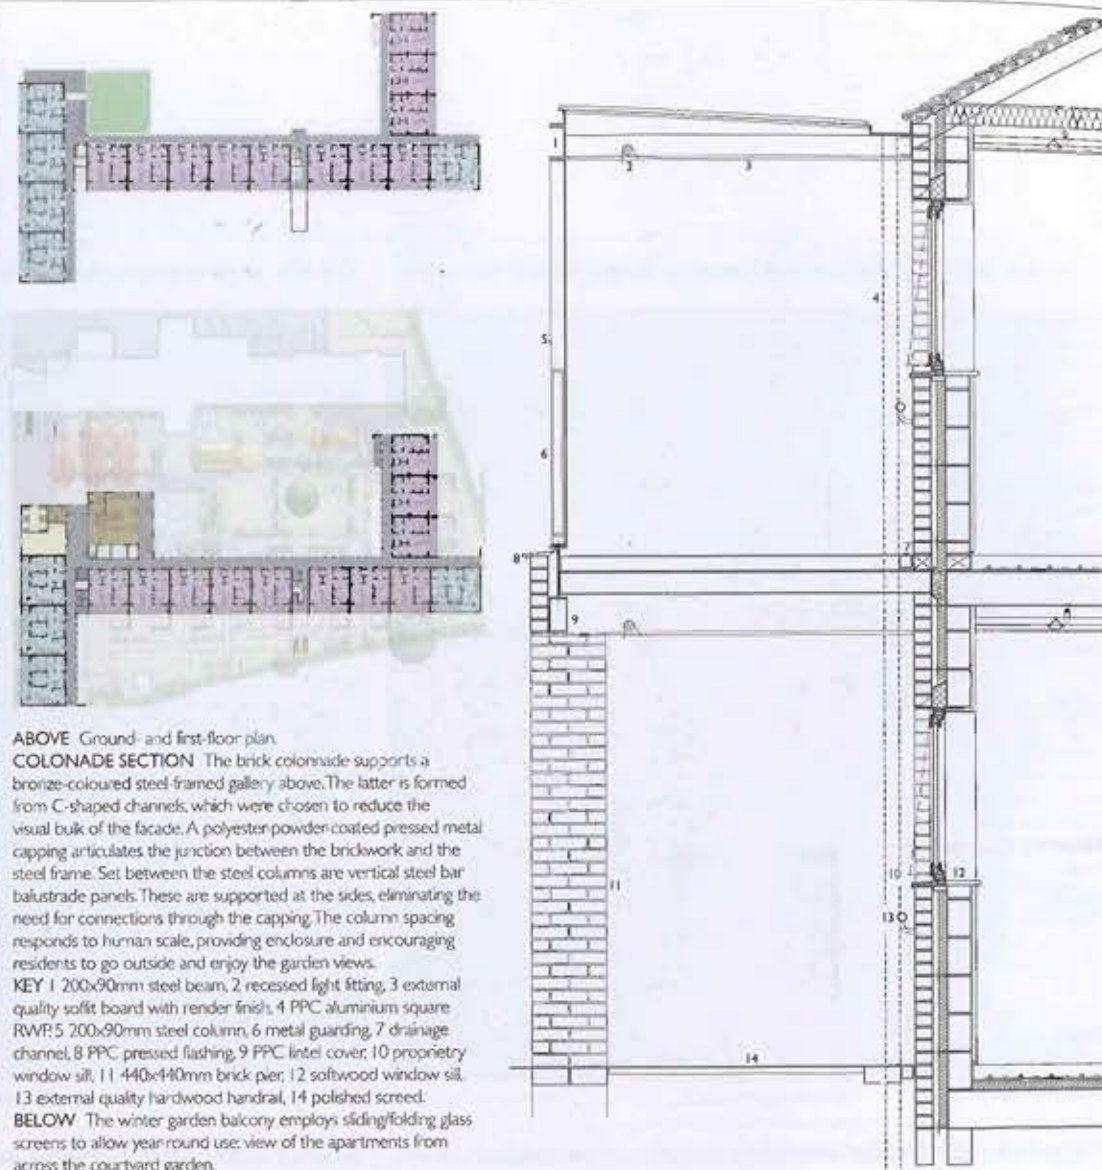 1
2
3
4
5
6
7
8
9
10
12
11
13
14
ABOVE Ground- and first-floor plan.
COLONADE SECTION The brick colonnade supports a
bronze-coloured steel-framed gallery above. The latter is formed
from C-shaped channels, which were chosen to reduce the
visual bulk of the facade. A polyester-powder-coated pressed metal
capping articulates the junction between the brickwork and the
steel frame. Set between the steel columns are vertical steel bar
balustrade panels. These are supported at the sides, eliminating the
need for connections through the capping. The column spacing
responds to human scale, providing enclosure and encouraging
residents to go outside and enjoy the garden views.
KEY 1 200x90mm steel beam, 2 recessed light fitting, 3 external
quality soffit board with render finish, 4 PPC aluminium square
RWP, 5 200x90mm steel column, 6 metal guarding, 7 drainage
channel, 8 PPC pressed flashing, 9 PPC lintel cover, 10 proprietry
window sill, 11 440x440mm brick pier, 12 softwood window sill,
13 external quality hardwood handrail, 14 polished screed.
BELOW The winter garden balcony employs sliding/folding glass
screens to allow year-round use; view of the apartments from
across the courtyard garden.